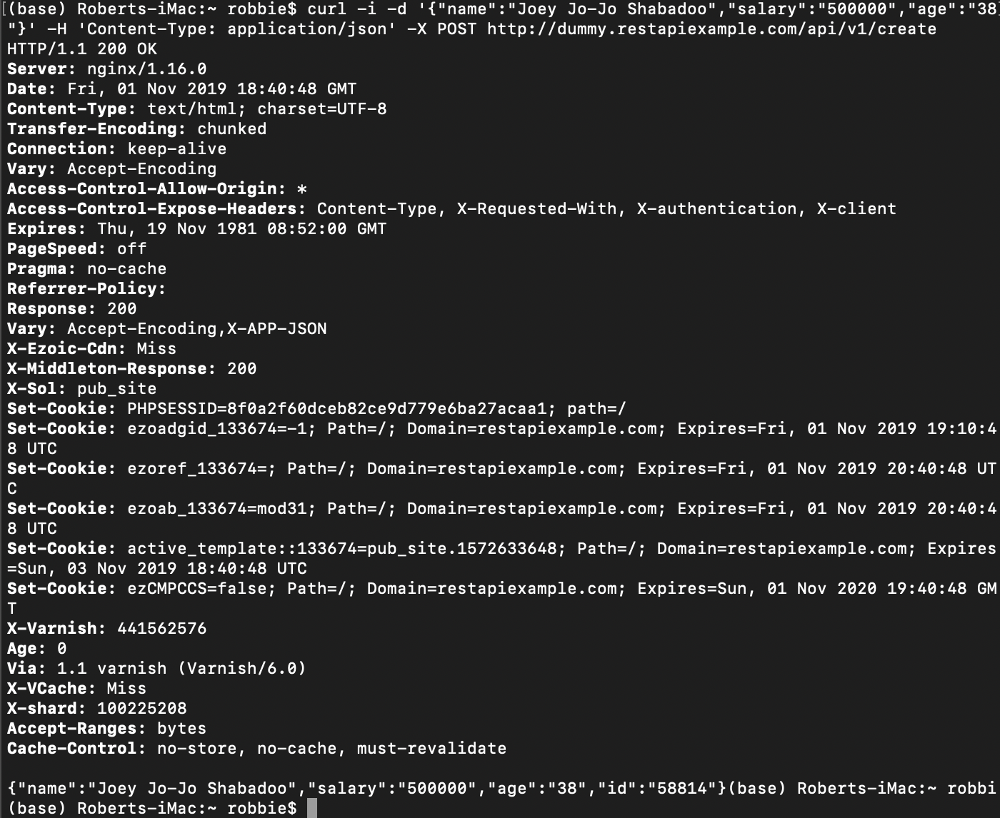 (base) Roberts-iMac:~ robbie$ curl -i -d '{"name":"Joey Jo-Jo Shabadoo","salary":"500000","age":"38
"}' -H 'Content-Type: application/json' -X POST http://dummy.restapiexample.com/api/v1/create
HTTP/1.1 200 OK
Server: nginx/1.16.0
Date: Fri, 01 Nov 2019 18:40:48 GMT
Content-Type: text/html; charset=UTF-8
Transfer-Encoding: chunked
Connection: keep-alive
Vary: Accept-Encoding
Access-Control-Allow-Origin: *
Access-Control-Expose-Headers: Content-Type, X-Requested-With, X-authentication, X-client
Expires: Thu, 19 Nov 1981 08:52:00 GMT
PageSpeed: off
Pragma: no-cache
Referrer-Policy:
Response: 200
Vary: Accept-Encoding,X-APP-JSON
X-Ezoic-Cdn: Miss
X-Middleton-Response: 200
X-Sol: pub_site
Set-Cookie: PHPSESSID=8f0a2f60dceb82ce9d779e6ba27acaa1; path=/
Set-Cookie: ezoadgid_133674=-1; Path=/; Domain=restapiexample.com; Expires=Fri, 01 Nov 2019 19:10:4
8 UTC
Set-Cookie: ezoref_133674=; Path=/; Domain=restapiexample.com; Expires=Fri, 01 Nov 2019 20:40:48 UT
C
Set-Cookie: ezoab_133674=mod31; Path=/; Domain=restapiexample.com; Expires=Fri, 01 Nov 2019 20:40:4
8 UTC
Set-Cookie: active_template::133674=pub_site.1572633648; Path=/; Domain=restapiexample.com; Expires
=Sun, 03 Nov 2019 18:40:48 UTC
Set-Cookie: ezCMPCCS=false; Path=/; Domain=restapiexample.com; Expires=Sun, 01 Nov 2020 19:40:48 GM
T
X-Varnish: 441562576
Age: 0
Via: 1.1 varnish (Varnish/6.0)
X-VCache: Miss
X-shard: 100225208
Accept-Ranges: bytes
Cache-Control: no-store, no-cache, must-revalidate
{"name":"Joey Jo-Jo Shabadoo","salary":"500000","age":"38","id":"58814"}(base) Roberts-iMac:~ robbi
(base) Roberts-iMac:~ robbie$